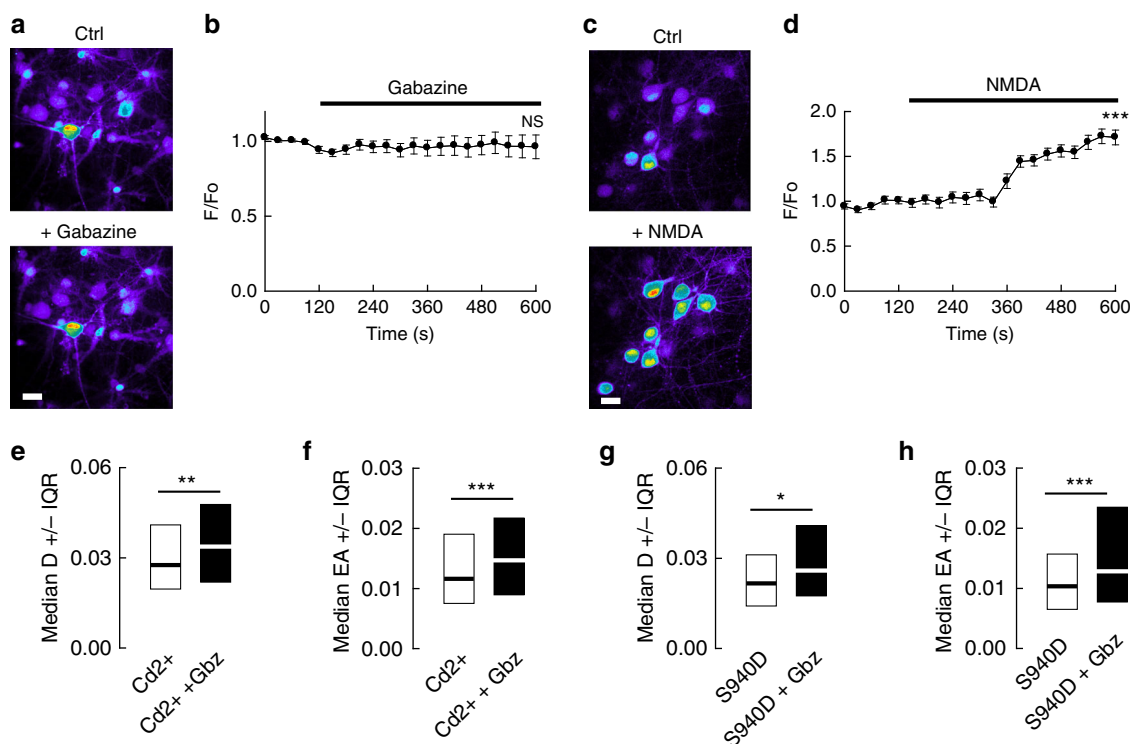 a
Ctrl
+ Gabazine
b
Gabazine
NS
F/Fo
1.0
0.5
0.0
0 120 240 360 480 600
Time (s)
c
Ctrl
+ NMDA
d
NMDA
***
F/Fo
2.0
1.5
1.0
0.5
0.0
0 120 240 360 480 600
Time (s)
e
Median D +/− IQR
0.06
0.03
0.00
**
Cd2+
Cd2+ +Gbz
f
Median EA +/− IQR
0.03
0.02
0.01
0.00
***
Cd2+
Cd2+ + Gbz
g
Median D +/− IQR
0.06
0.03
0.00
*
S940D
S940D + Gbz
h
Median EA +/− IQR
0.03
0.02
0.01
0.00
***
S940D
S940D + Gbz